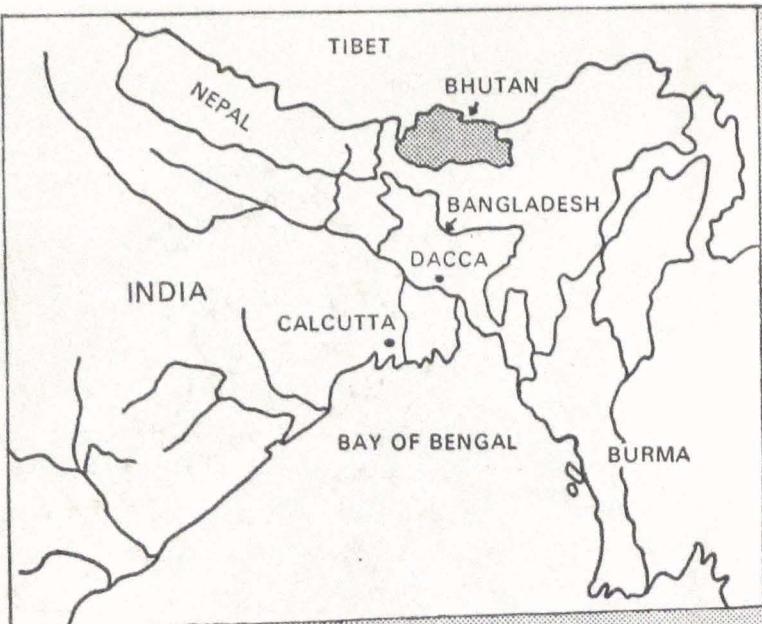 TIBET
BHUTAN
NEPAL
BANGLADESH
DACCA
INDIA
CALCUTTA
BAY OF BENGAL
BURMA